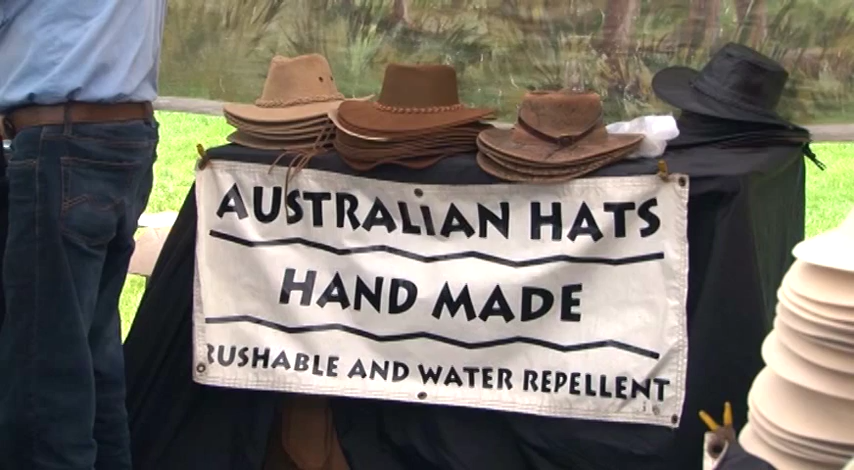 AUSTRALIAN HATS
HAND MADE
RUSHABLE AND WATER REPELLENT